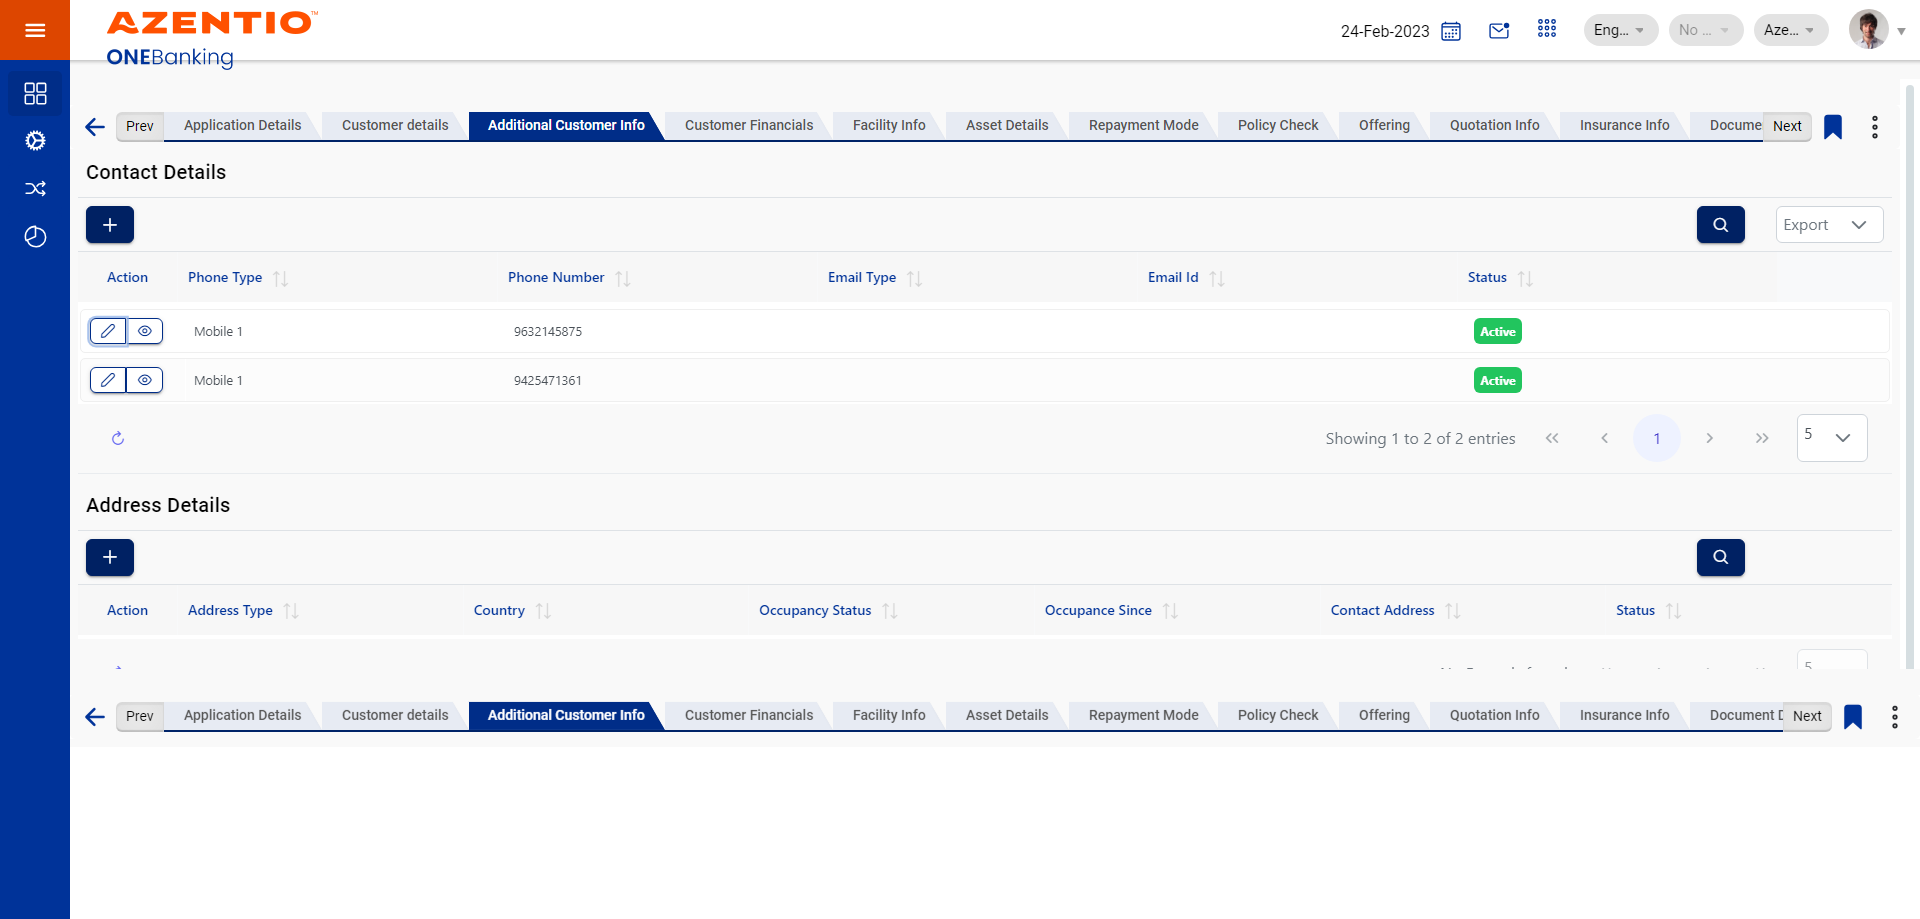 AZENTIO™
ONEBanking
24-Feb-2023
Eng...
No ...
Aze...
Prev
Application Details
Customer details
Additional Customer Info
Customer Financials
Facility Info
Asset Details
Repayment Mode
Policy Check
Offering
Quotation Info
Insurance Info
Docume
Next
Contact Details
+
Export
Action
Phone Type
Phone Number
Email Type
Email Id
Status
Mobile 1
9632145875
Active
Mobile 1
9425471361
Active
Showing 1 to 2 of 2 entries
1
5
Address Details
+
Action
Address Type
Country
Occupancy Status
Occupance Since
Contact Address
Status
Prev
Application Details
Customer details
Additional Customer Info
Customer Financials
Facility Info
Asset Details
Repayment Mode
Policy Check
Offering
Quotation Info
Insurance Info
Document
Next